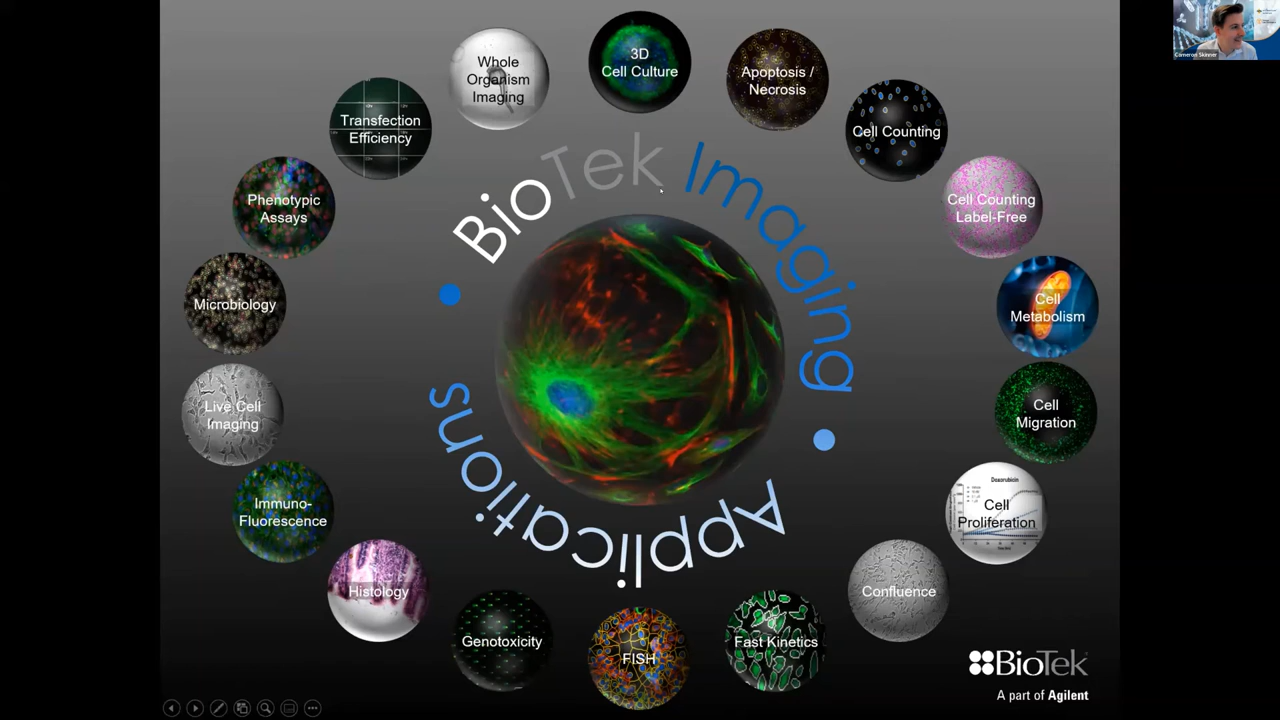 Cameron Skinner
3D
Cell Culture
Apoptosis /
Necrosis
Cell Counting
Cell Counting
Label-Free
Cell
Metabolism
Cell
Migration
Doxorubicin
Cell
Proliferation
Confluence
Fast Kinetics
FISH
Genotoxicity
Histology
Immuno-
Fluorescence
Live Cell
Imaging
Microbiology
Phenotypic
Assays
Transfection
Efficiency
Whole
Organism
Imaging
BioTek Imaging
Applications
BioTek
A part of Agilent